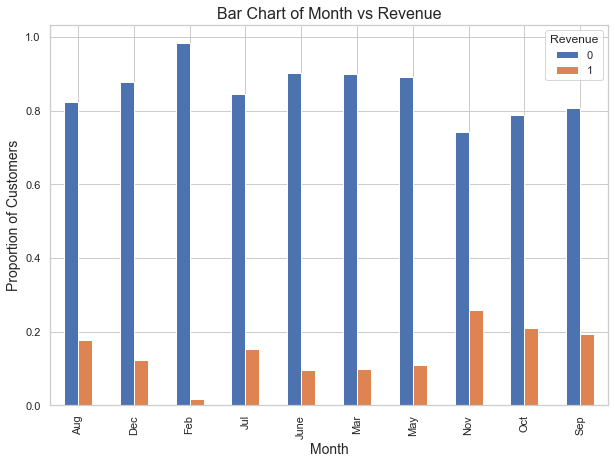 Bar Chart of Month vs Revenue
Revenue
0
1
Proportion of Customers
1.0
0.8
0.6
0.4
0.2
0.0
Aug
Dec
Feb
Jul
June
Mar
May
Nov
Oct
Sep
Month